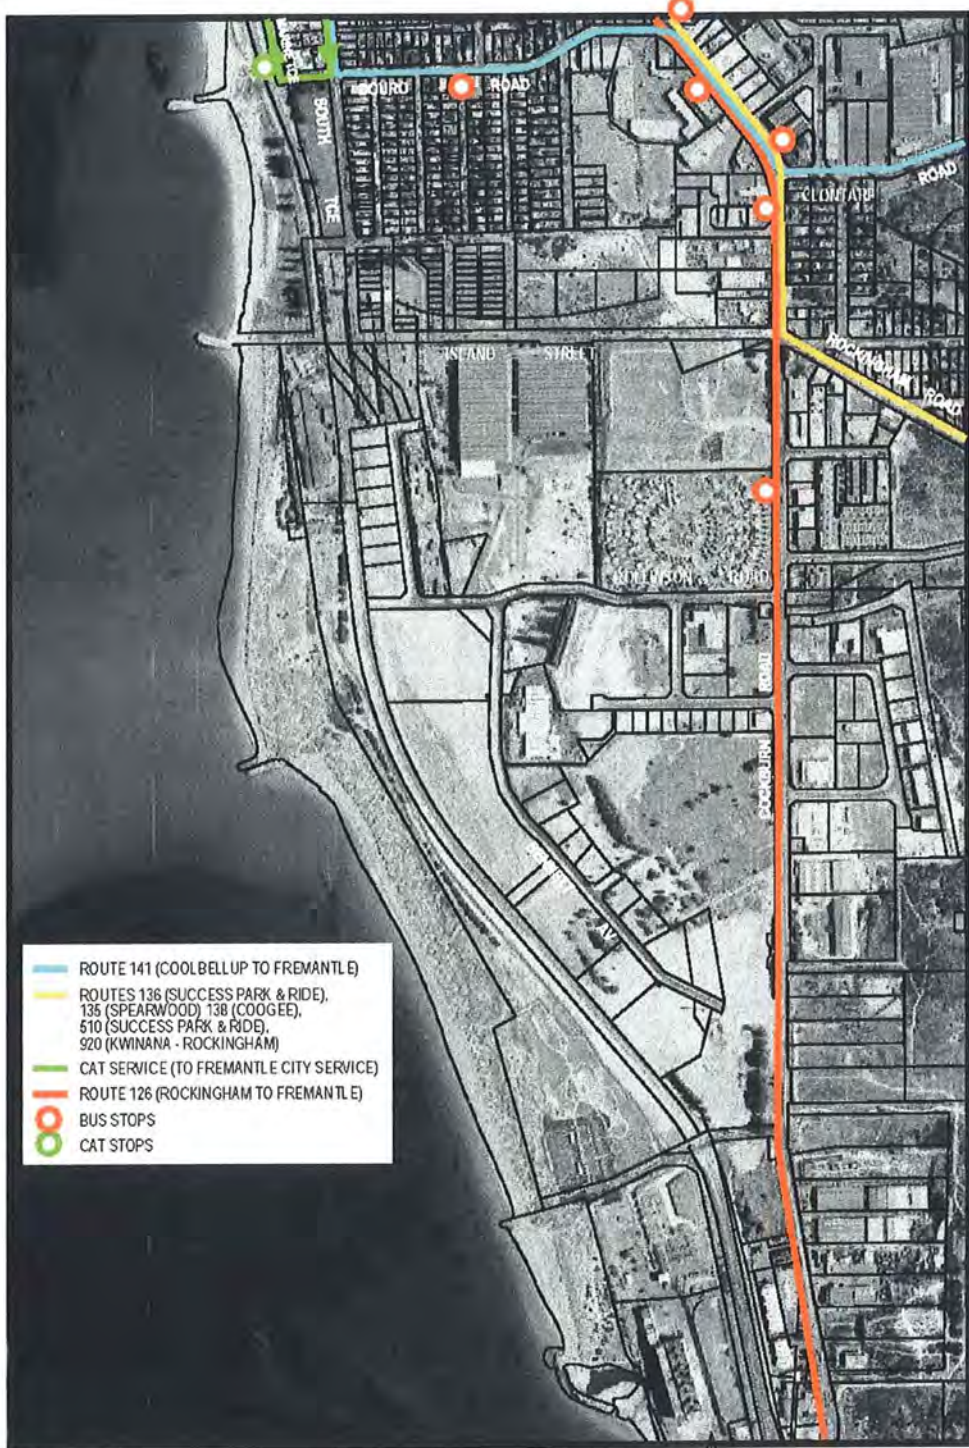 ROAD
SOUTH
TCE
CLONTARF
ROAD
ISLAND STREET
ROCKINGHAM ROAD
ROLLINSON ROAD
COCKBURN ROAD
ROUTE 141 (COOLBELLUP TO FREMANTLE)
ROUTES 136 (SUCCESS PARK & RIDE),
135 (SPEARWOOD) 138 (COOGEE),
510 (SUCCESS PARK & RIDE),
920 (KWINANA - ROCKINGHAM)
CAT SERVICE (TO FREMANTLE CITY SERVICE)
ROUTE 126 (ROCKINGHAM TO FREMANTLE)
BUS STOPS
CAT STOPS